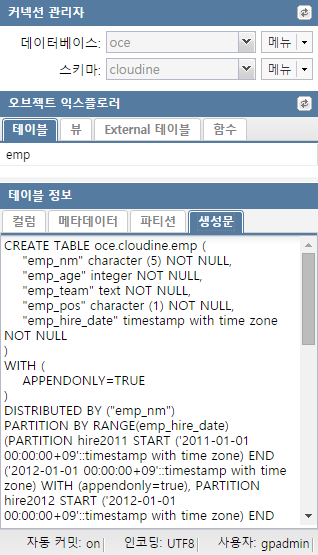 커넥션 관리자
데이터베이스: oce 메뉴
스키마: cloudine 메뉴
오브젝트 익스플로러
테이블 뷰 External 테이블 함수
emp
테이블 정보
컬럼 메타데이터 파티션 생성문
CREATE TABLE oce.cloudine.emp (
"emp_nm" character (5) NOT NULL,
"emp_age" integer NOT NULL,
"emp_team" text NOT NULL,
"emp_pos" character (1) NOT NULL,
"emp_hire_date" timestamp with time zone
NOT NULL
)
WITH (
APPENDONLY=TRUE
)
DISTRIBUTED BY ("emp_nm")
PARTITION BY RANGE(emp_hire_date)
(PARTITION hire2011 START ('2011-01-01
00:00:00+09'::timestamp with time zone) END
('2012-01-01 00:00:00+09'::timestamp with time
zone) WITH (appendonly=true), PARTITION
hire2012 START ('2012-01-01
00:00:00+09'::timestamp with time zone) END
자동 커밋: on 인코딩: UTF8 사용자: gpadmin